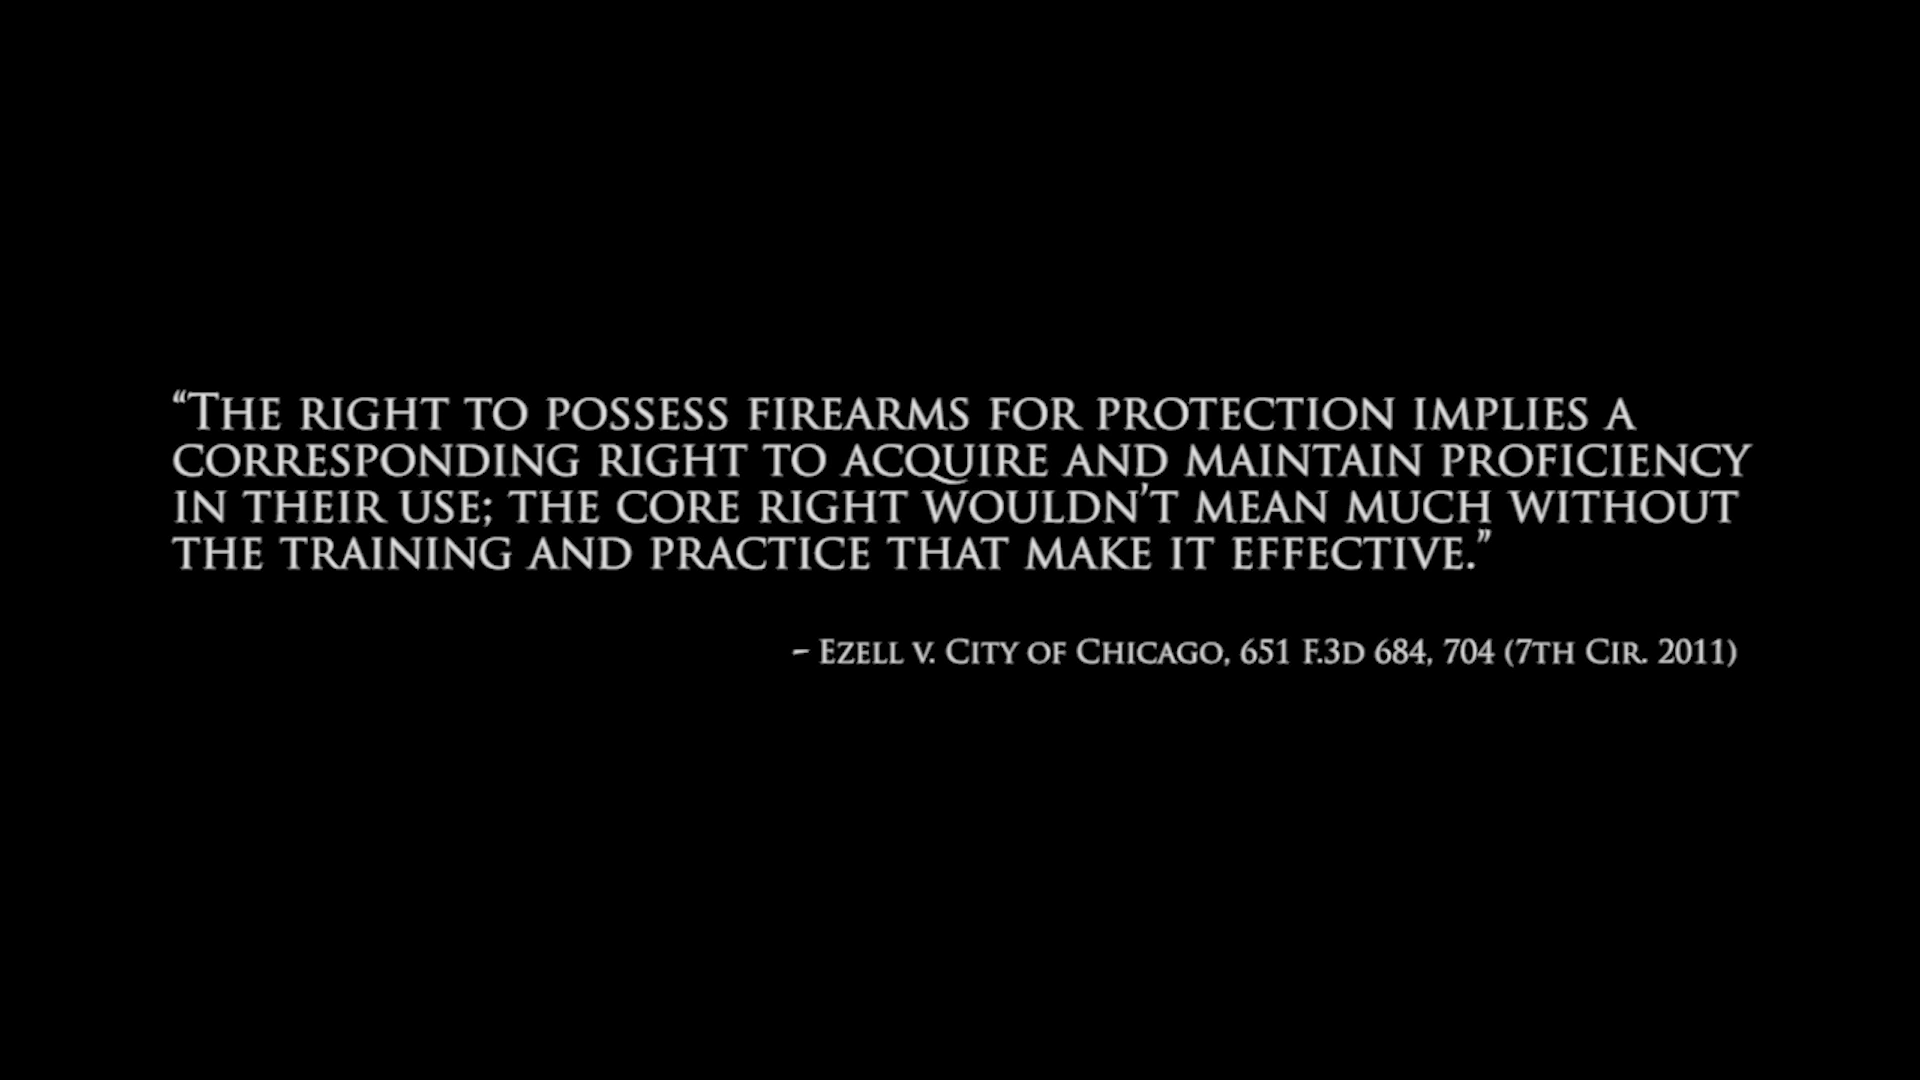 “The right to possess firearms for protection implies a
corresponding right to acquire and maintain proficiency
in their use; the core right wouldn’t mean much without
the training and practice that make it effective.”
– Ezell v. City of Chicago, 651 F.3d 684, 704 (7th Cir. 2011)